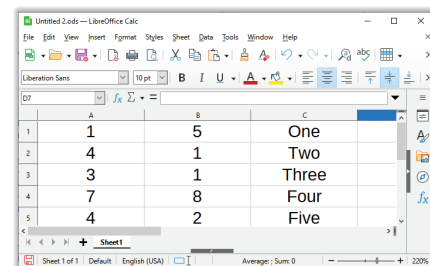 Untitled 2.ods — LibreOffice Calc
File Edit View Insert Format Styles Sheet Data Tools Window Help
Liberation Sans 10 pt B I U A
D7 fx Σ =
A B C
1 1 5 One
2 4 1 Two
3 3 1 Three
4 7 8 Four
5 4 2 Five
Sheet1
Sheet 1 of 1 Default English (USA) Average: ; Sum: 0 220%